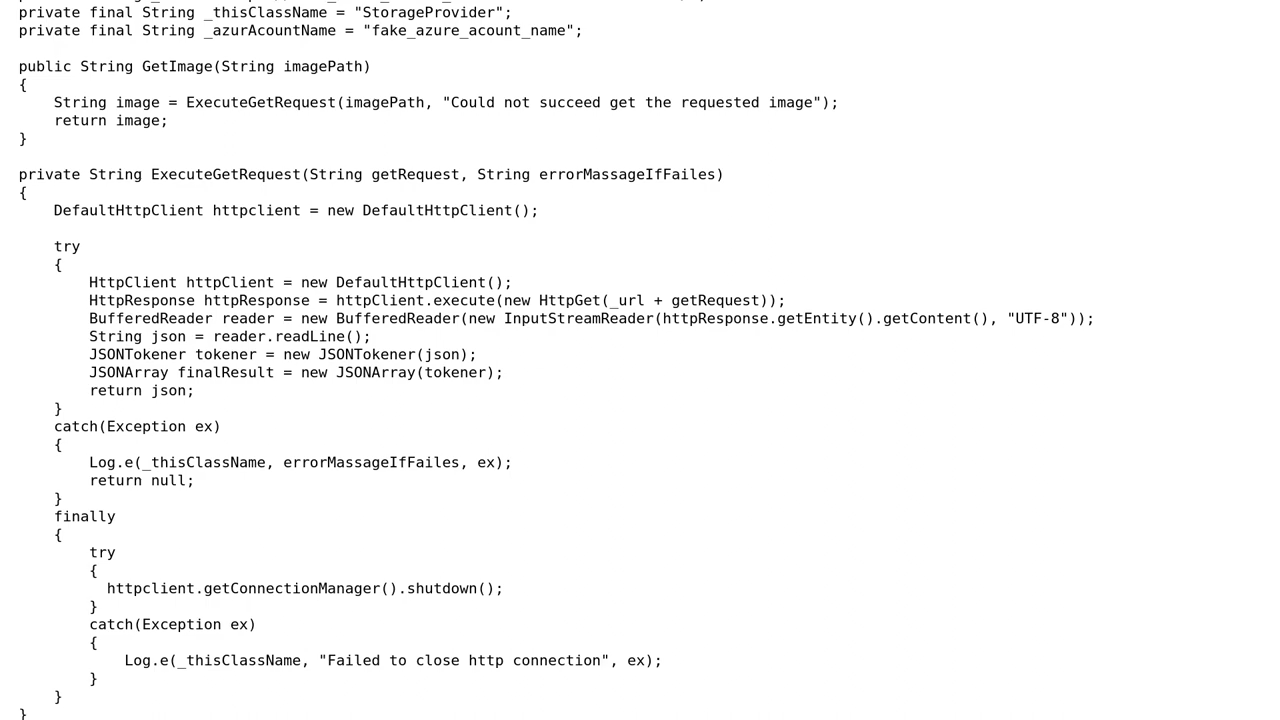 private final String _thisClassName = "StorageProvider";
private final String _azurAcountName = "fake_azure_acount_name";
public String GetImage(String imagePath)
{
String image = ExecuteGetRequest(imagePath, "Could not succeed get the requested image");
return image;
}
private String ExecuteGetRequest(String getRequest, String errorMassageIfFailes)
{
DefaultHttpClient httpclient = new DefaultHttpClient();
try
{
HttpClient httpClient = new DefaultHttpClient();
HttpResponse httpResponse = httpClient.execute(new HttpGet(_url + getRequest));
BufferedReader reader = new BufferedReader(new InputStreamReader(httpResponse.getEntity().getContent(), "UTF-8"));
String json = reader.readLine();
JSONTokener tokener = new JSONTokener(json);
JSONArray finalResult = new JSONArray(tokener);
return json;
}
catch(Exception ex)
{
Log.e(_thisClassName, errorMassageIfFailes, ex);
return null;
}
finally
{
try
{
httpclient.getConnectionManager().shutdown();
}
catch(Exception ex)
{
Log.e(_thisClassName, "Failed to close http connection", ex);
}
}
}